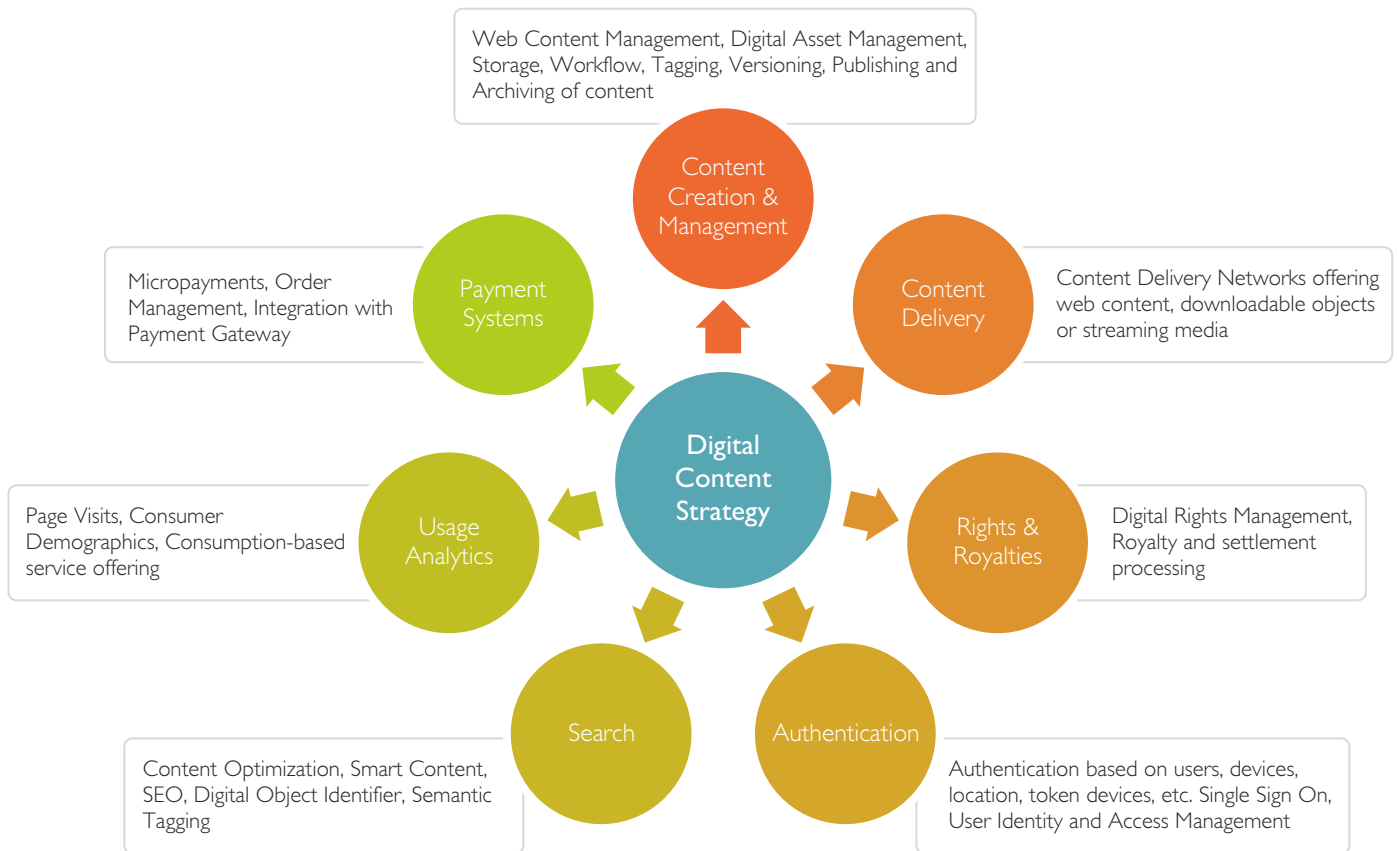 Web Content Management, Digital Asset Management,
Storage, Workflow, Tagging, Versioning, Publishing and
Archiving of content
Content
Creation &
Management
Payment
Systems
Micropayments, Order
Management, Integration with
Payment Gateway
Content
Delivery
Content Delivery Networks offering
web content, downloadable objects
or streaming media
Digital
Content
Strategy
Usage
Analytics
Page Visits, Consumer
Demographics, Consumption-based
service offering
Rights &
Royalties
Digital Rights Management,
Royalty and settlement
processing
Search
Content Optimization, Smart Content,
SEO, Digital Object Identifier, Semantic
Tagging
Authentication
Authentication based on users, devices,
location, token devices, etc. Single Sign On,
User Identity and Access Management